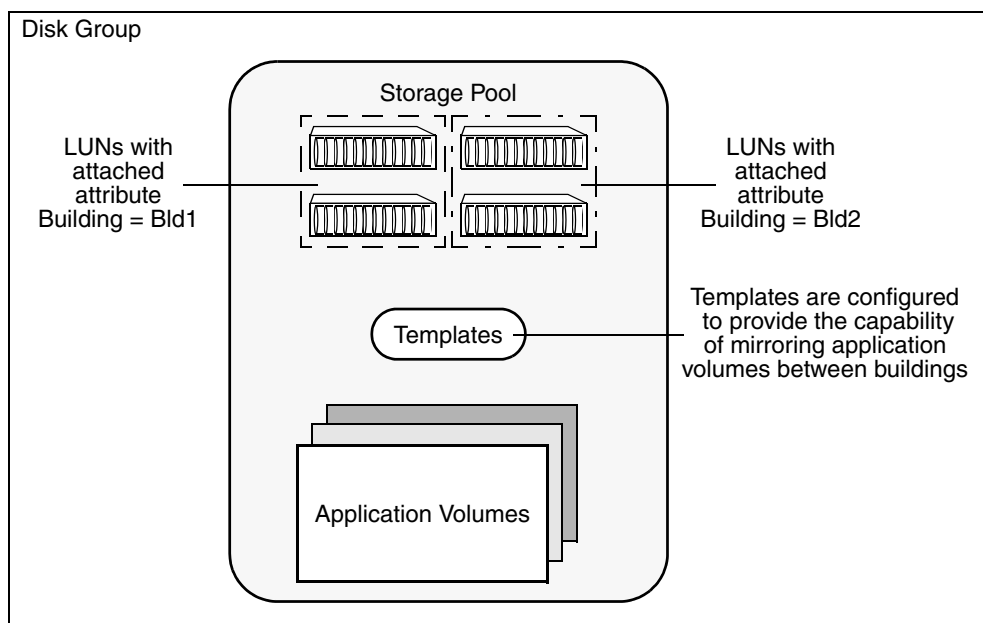 Disk Group
Storage Pool
LUNs with
attached
attribute
Building = Bld1
LUNs with
attached
attribute
Building = Bld2
Templates
Templates are configured
to provide the capability
of mirroring application
volumes between buildings
Application Volumes